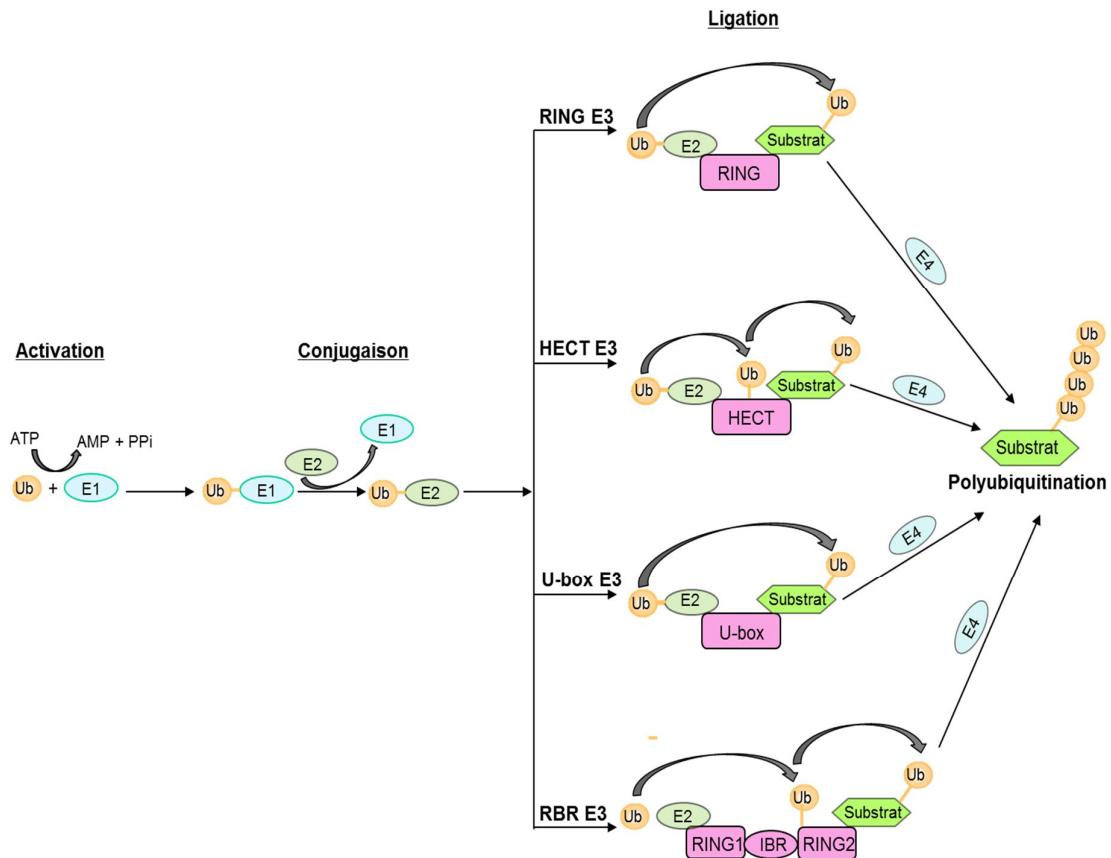 Ligation
RING E3
Ub
E2
Substrat
Ub
RING
E4
Activation
Conjugaison
ATP
AMP + PPi
Ub + E1
Ub E1
E2
E1
Ub E2
HECT E3
Ub
E2
Ub
Substrat
Ub
HECT
E4
Ub
Ub
Ub
Ub
Substrat
Polyubiquitination
U-box E3
Ub
E2
Substrat
Ub
U-box
E4
RBR E3
Ub
E2
Ub
Substrat
Ub
RING1 IBR RING2
E4